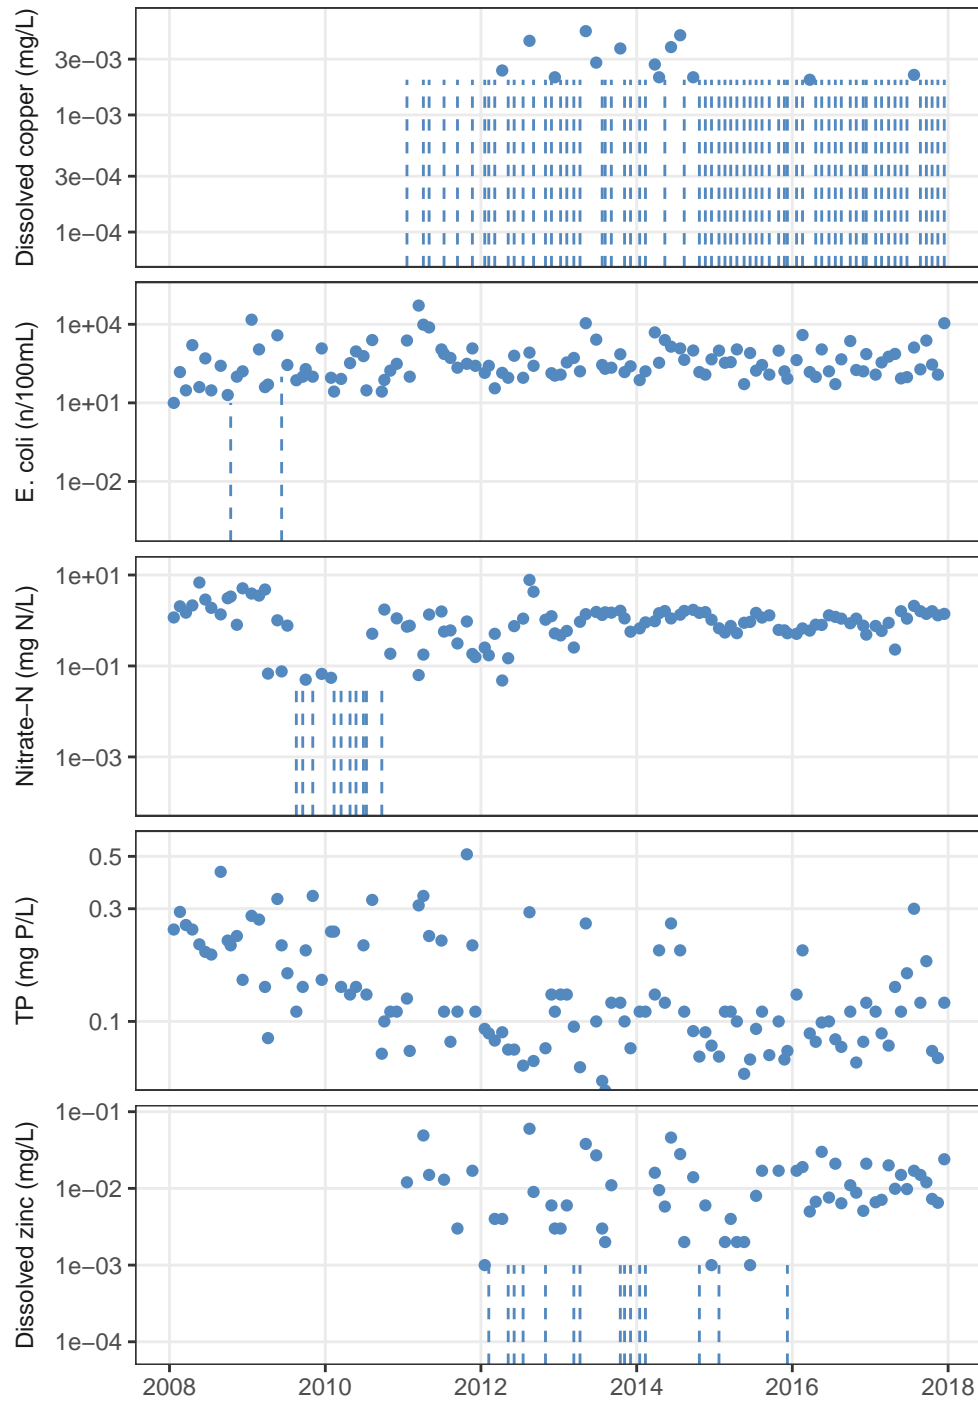 Dissolved copper (mg/L)
3e−03
1e−03
3e−04
1e−04
E. coli (n/100mL)
1e+04
1e+01
1e−02
Nitrate−N (mg N/L)
1e+01
1e−01
1e−03
TP (mg P/L)
0.5
0.3
0.1
Dissolved zinc (mg/L)
1e−01
1e−02
1e−03
1e−04
2008 2010 2012 2014 2016 2018